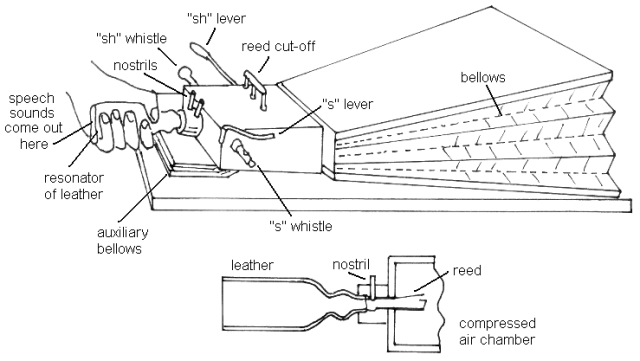 "sh" lever
"sh" whistle
reed cut-off
nostrils
bellows
speech
sounds
come out
here
"s" lever
resonator
of leather
"s" whistle
auxiliary
bellows
leather
nostril
reed
compressed
air chamber